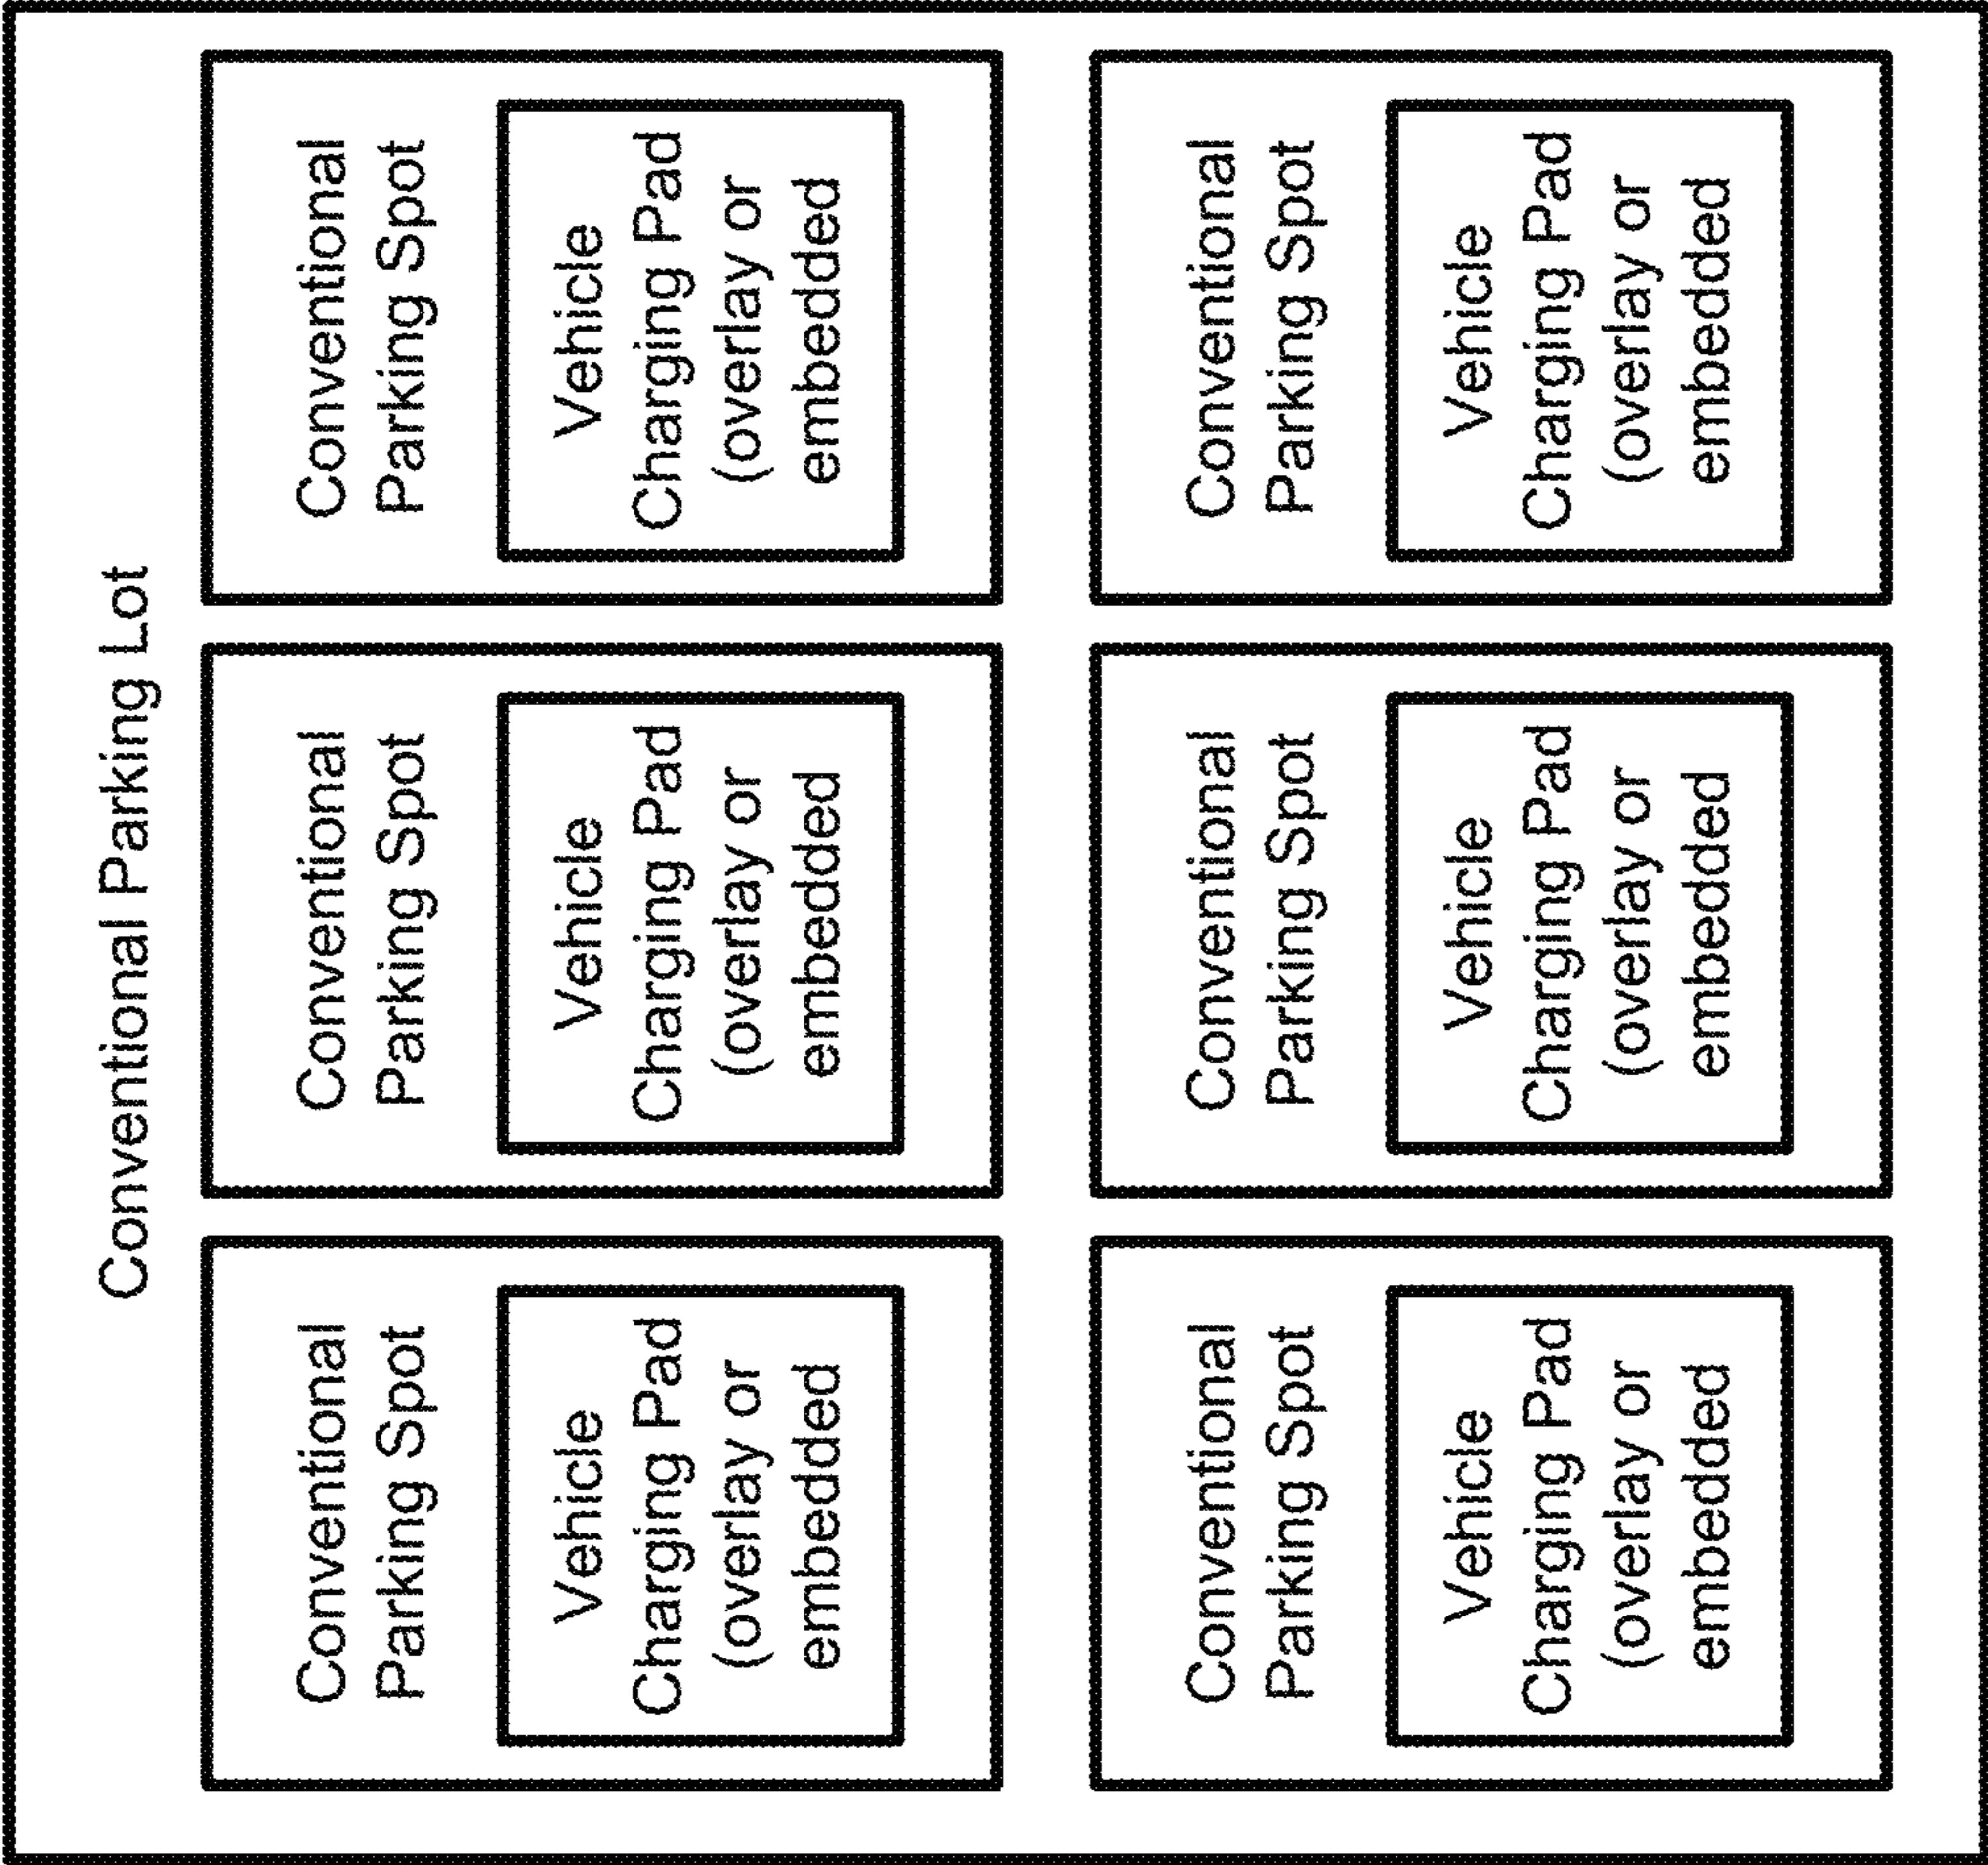 Conventional Parking Lot
Conventional
Parking Spot
Vehicle
Charging Pad
(overlay or
embedded
Conventional
Parking Spot
Vehicle
Charging Pad
(overlay or
embedded
Conventional
Parking Spot
Vehicle
Charging Pad
(overlay or
embedded
Conventional
Parking Spot
Vehicle
Charging Pad
(overlay or
embedded
Conventional
Parking Spot
Vehicle
Charging Pad
(overlay or
embedded
Conventional
Parking Spot
Vehicle
Charging Pad
(overlay or
embedded